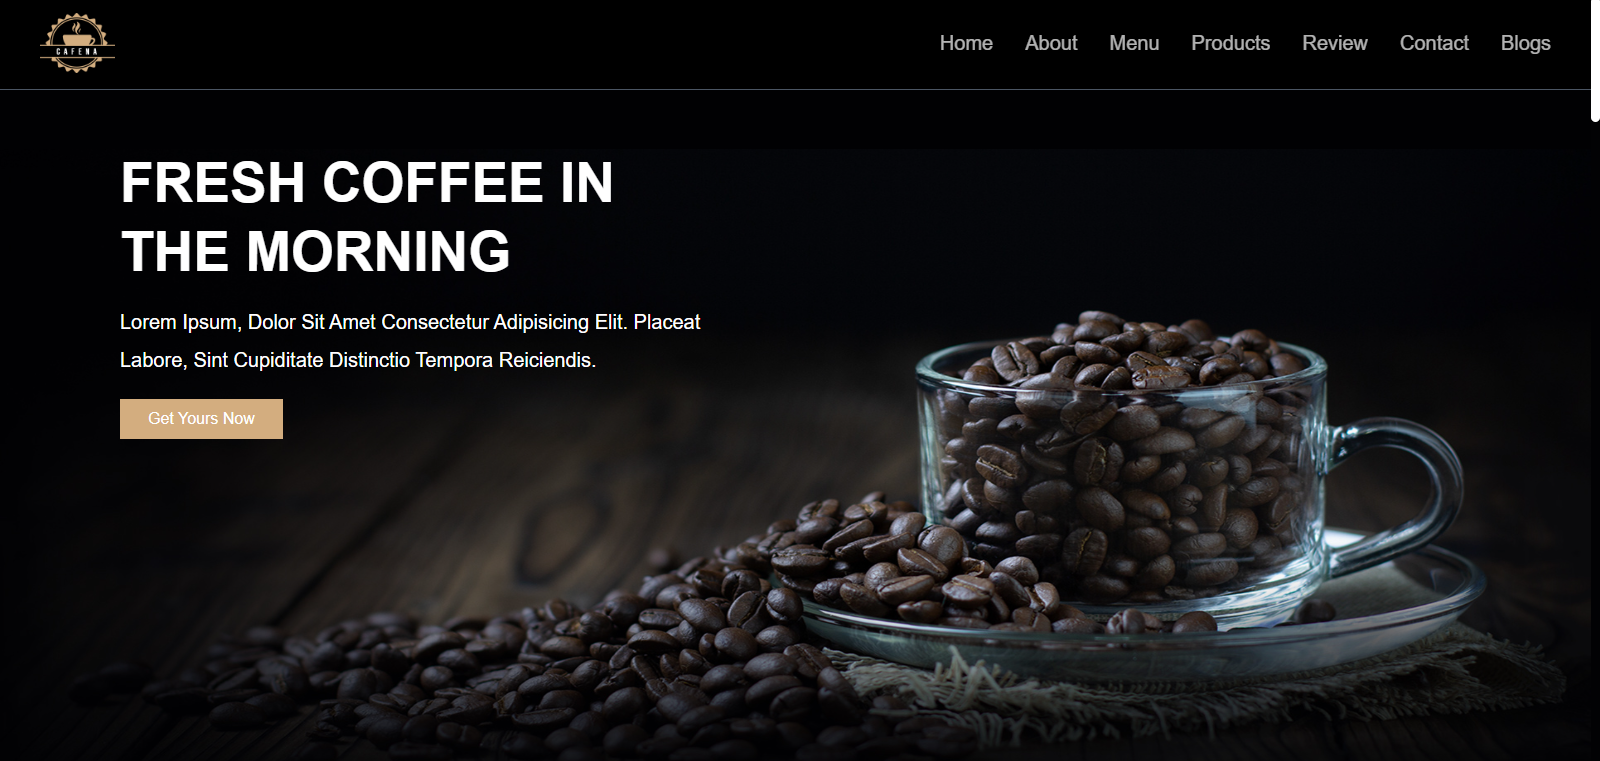 CAFENA
Home About Menu Products Review Contact Blogs
FRESH COFFEE IN
THE MORNING
Lorem Ipsum, Dolor Sit Amet Consectetur Adipisicing Elit. Placeat
Labore, Sint Cupiditate Distinctio Tempora Reiciendis.
Get Yours Now